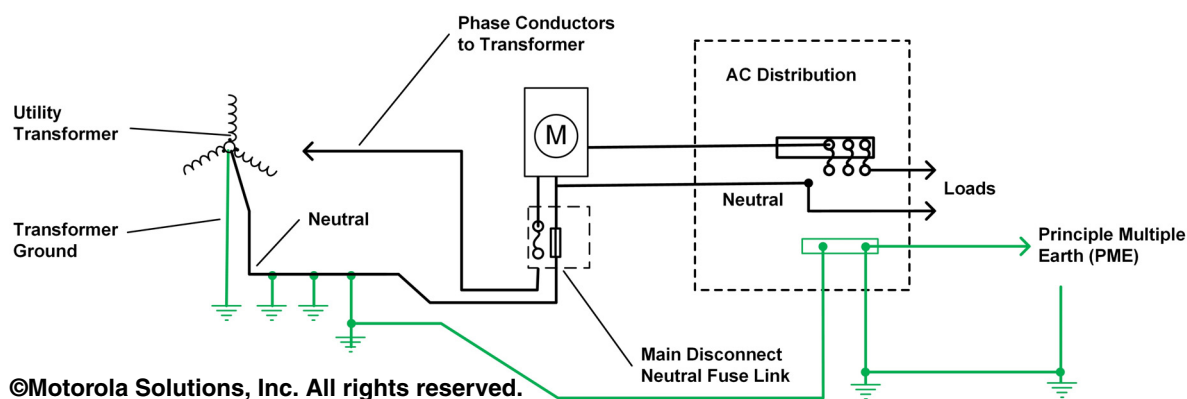 Phase Conductors
to Transformer
AC Distribution
Utility
Transformer
M
Neutral
Loads
Transformer
Ground
Neutral
Principle Multiple
Earth (PME)
Main Disconnect
Neutral Fuse Link
©Motorola Solutions, Inc. All rights reserved.